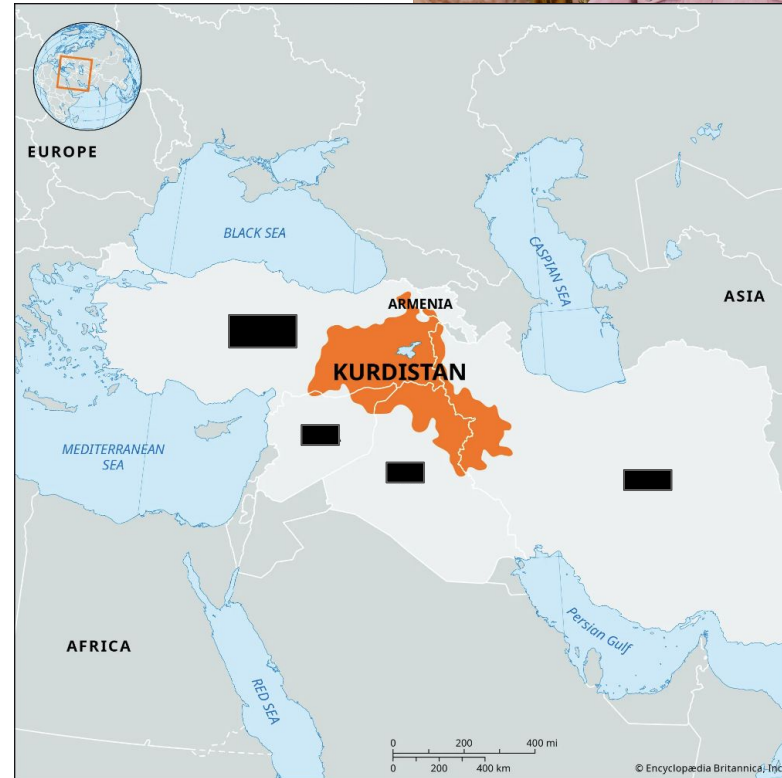 EUROPE
BLACK SEA
CASPIAN SEA
ASIA
ARMENIA
KURDISTAN
MEDITERRANEAN
SEA
Persian Gulf
AFRICA
RED SEA
0 200 400 mi
0 200 400 km
© Encyclopædia Britannica, Inc